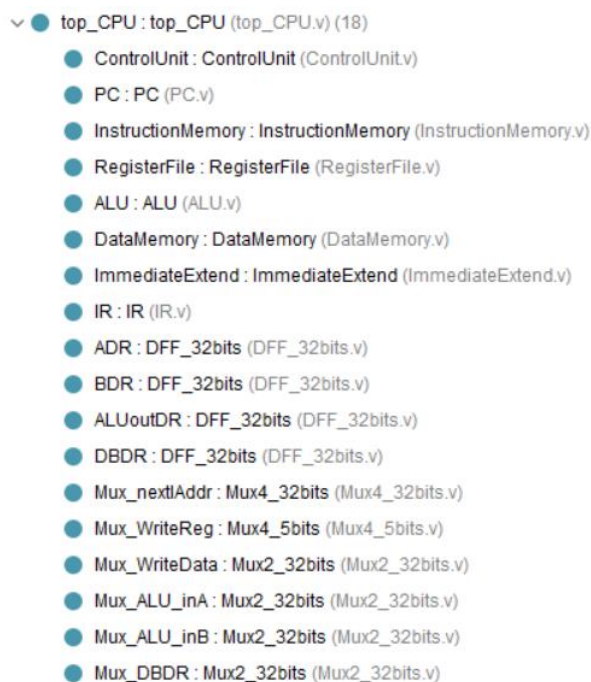 top_CPU : top_CPU (top_CPU.v) (18)
ControlUnit : ControlUnit (ControlUnit.v)
PC : PC (PC.v)
InstructionMemory : InstructionMemory (InstructionMemory.v)
RegisterFile : RegisterFile (RegisterFile.v)
ALU : ALU (ALU.v)
DataMemory : DataMemory (DataMemory.v)
ImmediateExtend : ImmediateExtend (ImmediateExtend.v)
IR : IR (IR.v)
ADR : DFF_32bits (DFF_32bits.v)
BDR : DFF_32bits (DFF_32bits.v)
ALUoutDR : DFF_32bits (DFF_32bits.v)
DBDR : DFF_32bits (DFF_32bits.v)
Mux_nextIAddr : Mux4_32bits (Mux4_32bits.v)
Mux_WriteReg : Mux4_5bits (Mux4_5bits.v)
Mux_WriteData : Mux2_32bits (Mux2_32bits.v)
Mux_ALU_inA : Mux2_32bits (Mux2_32bits.v)
Mux_ALU_inB : Mux2_32bits (Mux2_32bits.v)
Mux_DBDR : Mux2_32bits (Mux2_32bits.v)